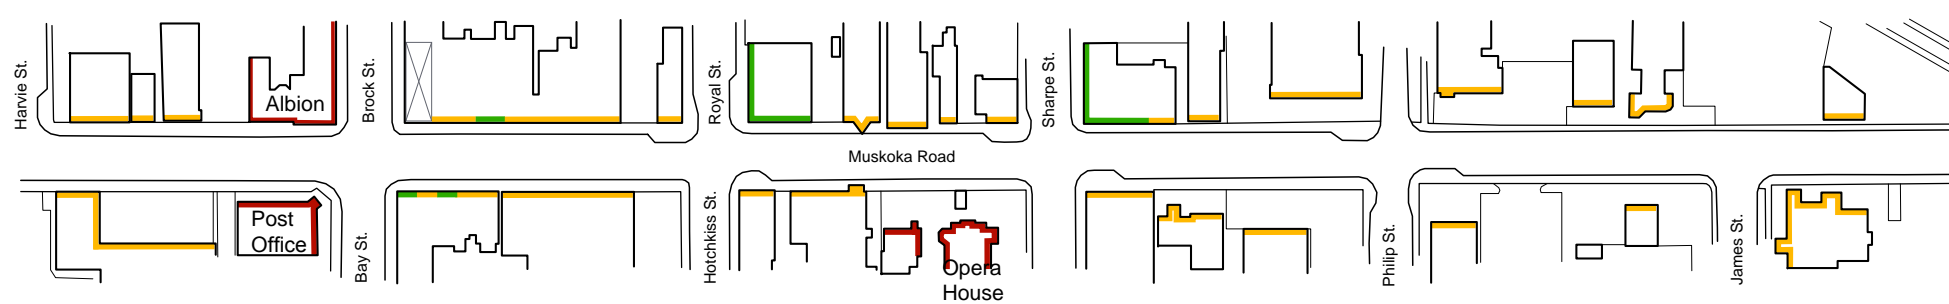 Harvie St.
Albion
Brock St.
Royal St.
Sharpe St.
Muskoka Road
Post
Office
Bay St.
Hotchkiss St.
Opera
House
Philip St.
James St.